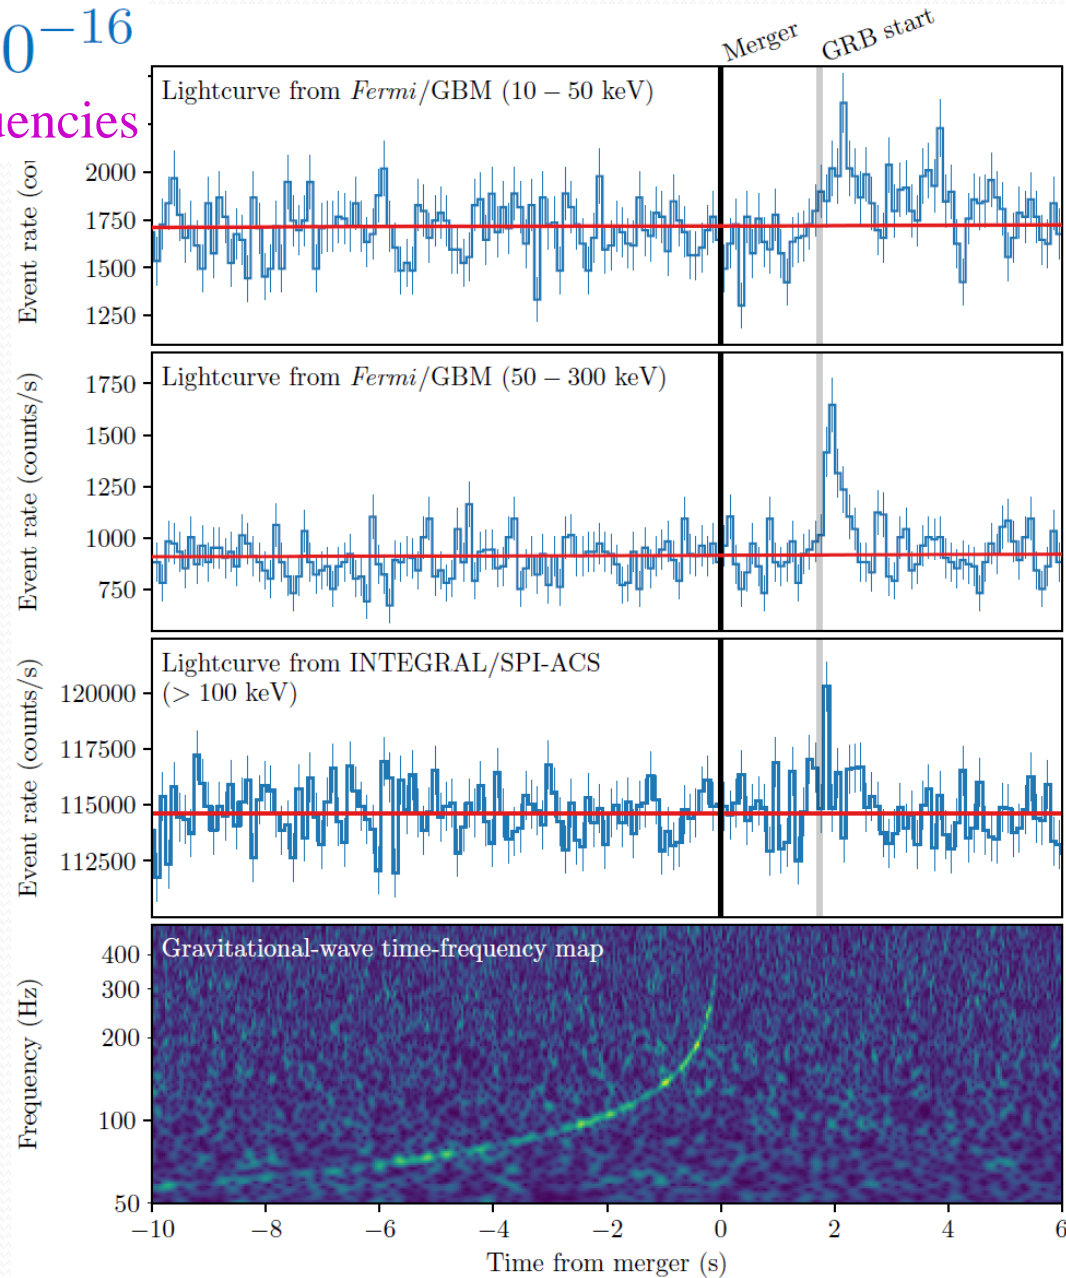 0⁻¹⁶
Merger
GRB start
uencies
Lightcurve from Fermi/GBM (10 − 50 keV)
Event rate (cou
2000
1750
1500
1250
Lightcurve from Fermi/GBM (50 − 300 keV)
Event rate (counts/s)
1750
1500
1250
1000
750
Lightcurve from INTEGRAL/SPI-ACS
(> 100 keV)
Event rate (counts/s)
120000
117500
115000
112500
Gravitational-wave time-frequency map
Frequency (Hz)
400
300
200
100
50
−10 −8 −6 −4 −2 0 2 4 6
Time from merger (s)